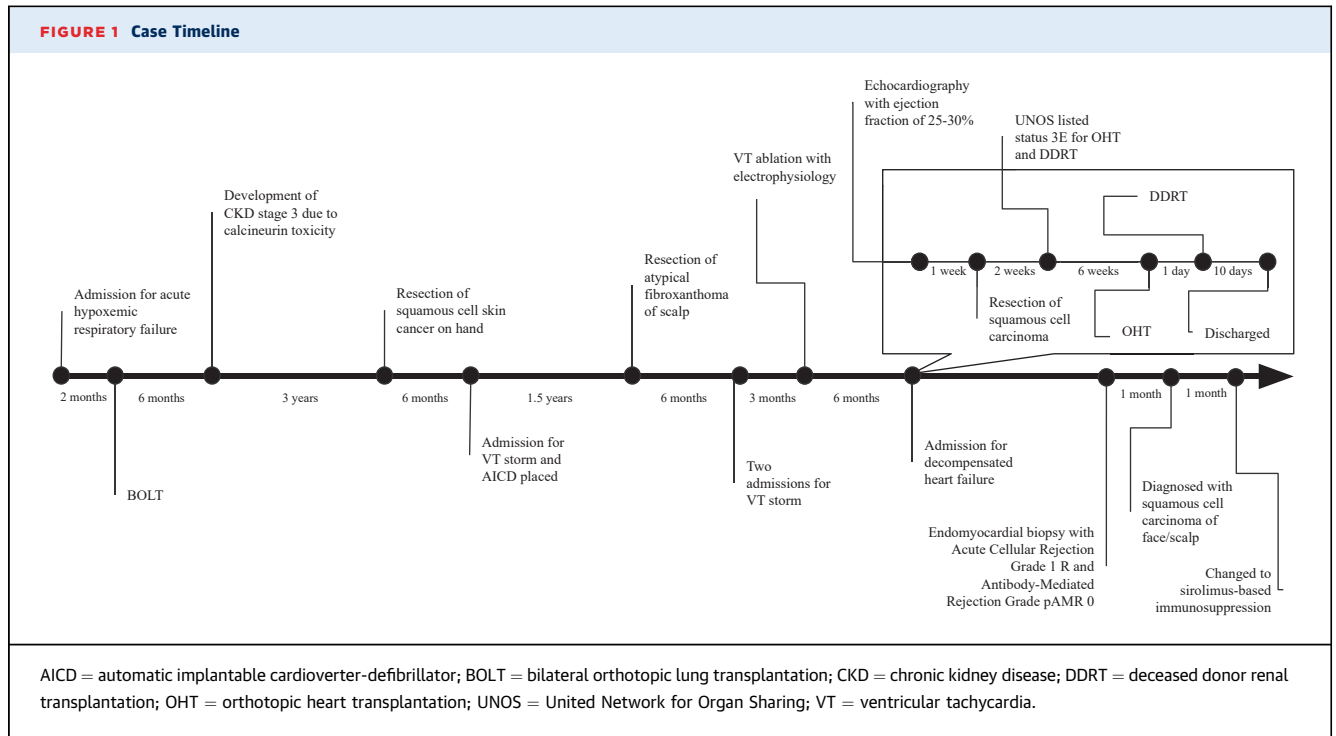 FIGURE 1 Case Timeline
Echocardiography
with ejection
fraction of 25-30%
UNOS listed
status 3E for OHT
and DDRT
VT ablation with
electrophysiology
Development of
CKD stage 3 due to
calcineurin toxicity
DDRT
Resection of
atypical
fibroxanthoma
of scalp
1 week
2 weeks
6 weeks
1 day
10 days
Admission for acute
hypoxemic
respiratory failure
Resection of
squamous cell skin
cancer on hand
Resection of
squamous cell
carcinoma
OHT
Discharged
2 months
6 months
3 years
6 months
1.5 years
6 months
3 months
6 months
1 month
1 month
BOLT
Admission for
VT storm and
AICD placed
Two
admissions for
VT storm
Admission for
decompensated
heart failure
Endomyocardial biopsy with
Acute Cellular Rejection
Grade 1 R and
Antibody-Mediated
Rejection Grade pAMR 0
Diagnosed with
squamous cell
carcinoma of
face/scalp
Changed to
sirolimus-based
immunosuppression
AICD = automatic implantable cardioverter-defibrillator; BOLT = bilateral orthotopic lung transplantation; CKD = chronic kidney disease; DDRT = deceased donor renal
transplantation; OHT = orthotopic heart transplantation; UNOS = United Network for Organ Sharing; VT = ventricular tachycardia.